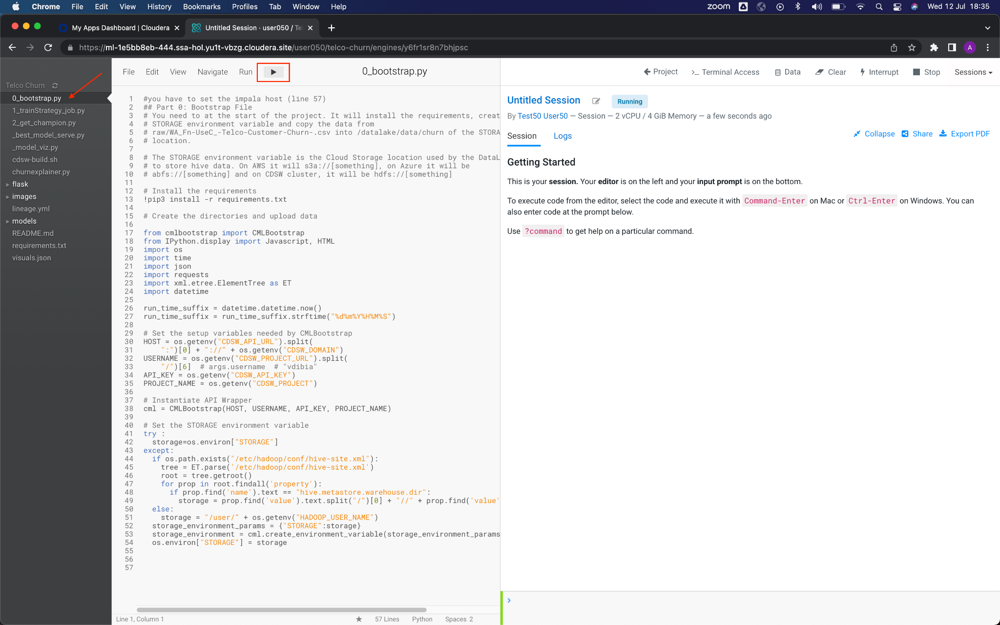 Chrome File Edit View History Bookmarks Profiles Tab Window Help
zoom Wed 12 Jul 18:35
My Apps Dashboard | Cloudera
Untitled Session · user050 / Te
https://ml-1e5bb8eb-444.ssa-hol.yu1t-vbzg.cloudera.site/user050/telco-churn/engines/y6fr1sr8n7bhjpsc
A
Telco Churn
0_bootstrap.py
1_trainStrategy_job.py
2_get_champion.py
_best_model_serve.py
_model_viz.py
cdsw-build.sh
churnexplainer.py
flask
images
lineage.yml
models
README.md
requirements.txt
visuals.json
File Edit View Navigate Run
0_bootstrap.py
1 #you have to set the impala host (line 57)
2 ## Part 0: Bootstrap File
3 # You need to at the start of the project. It will install the requirements, creat
4 # STORAGE environment variable and copy the data from
5 # raw/WA_Fn-UseC_-Telco-Customer-Churn-.csv into /datalake/data/churn of the STORA
6 # location.
7
8 # The STORAGE environment variable is the Cloud Storage location used by the DataL
9 # to store hive data. On AWS it will s3a://[something], on Azure it will be
10 # abfs://[something] and on CDSW cluster, it will be hdfs://[something]
11
12 # Install the requirements
13 !pip3 install -r requirements.txt
14
15 # Create the directories and upload data
16
17 from cmlbootstrap import CMLBootstrap
18 from IPython.display import Javascript, HTML
19 import os
20 import time
21 import json
22 import requests
23 import xml.etree.ElementTree as ET
24 import datetime
25
26 run_time_suffix = datetime.datetime.now()
27 run_time_suffix = run_time_suffix.strftime("%d%m%Y%H%M%S")
28
29 # Set the setup variables needed by CMLBootstrap
30 HOST = os.getenv("CDSW_API_URL").split(
31 ":")[0] + "://" + os.getenv("CDSW_DOMAIN")
32 USERNAME = os.getenv("CDSW_PROJECT_URL").split(
33 "/")[6] # args.username # "vdibia"
34 API_KEY = os.getenv("CDSW_API_KEY")
35 PROJECT_NAME = os.getenv("CDSW_PROJECT")
36
37 # Instantiate API Wrapper
38 cml = CMLBootstrap(HOST, USERNAME, API_KEY, PROJECT_NAME)
39
40 # Set the STORAGE environment variable
41 try :
42 storage=os.environ["STORAGE"]
43 except:
44 if os.path.exists("/etc/hadoop/conf/hive-site.xml"):
45 tree = ET.parse('/etc/hadoop/conf/hive-site.xml')
46 root = tree.getroot()
47 for prop in root.findall('property'):
48 if prop.find('name').text == "hive.metastore.warehouse.dir":
49 storage = prop.find('value').text.split("/")[0] + "//" + prop.find('value'
50 else:
51 storage = "/user/" + os.getenv("HADOOP_USER_NAME")
52 storage_environment_params = {"STORAGE":storage}
53 storage_environment = cml.create_environment_variable(storage_environment_params
54 os.environ["STORAGE"] = storage
55
56
57
Line 1, Column 1 ★ 57 Lines Python Spaces 2
Project Terminal Access Data Clear Interrupt Stop Sessions
Untitled Session Running
By Test50 User50 — Session — 2 vCPU / 4 GiB Memory — a few seconds ago
Session Logs
Collapse Share Export PDF
Getting Started
This is your session. Your editor is on the left and your input prompt is on the bottom.
To execute code from the editor, select the code and execute it with Command-Enter on Mac or Ctrl-Enter on Windows. You can
also enter code at the prompt below.
Use ?command to get help on a particular command.